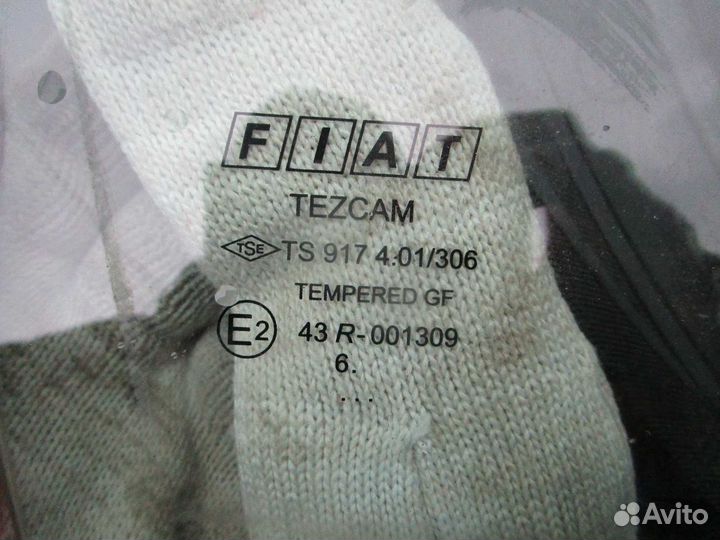 FIAT
TEZCAM
TSE TS 917 4.01/306
TEMPERED GF
E2 43 R-001309
6.
...
Avito